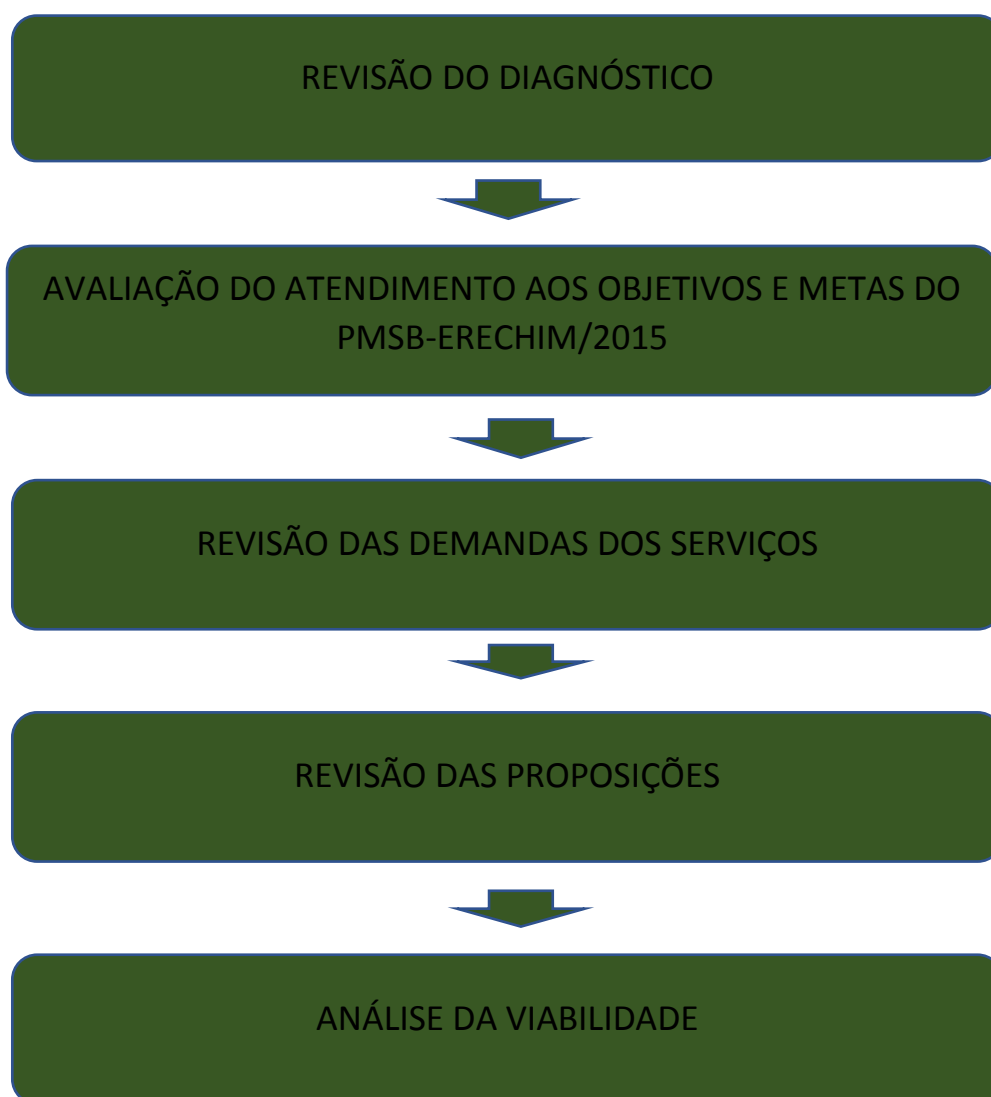 REVISÃO DO DIAGNÓSTICO
AVALIAÇÃO DO ATENDIMENTO AOS OBJETIVOS E METAS DO
PMSB-ERECHIM/2015
REVISÃO DAS DEMANDAS DOS SERVIÇOS
REVISÃO DAS PROPOSIÇÕES
ANÁLISE DA VIABILIDADE